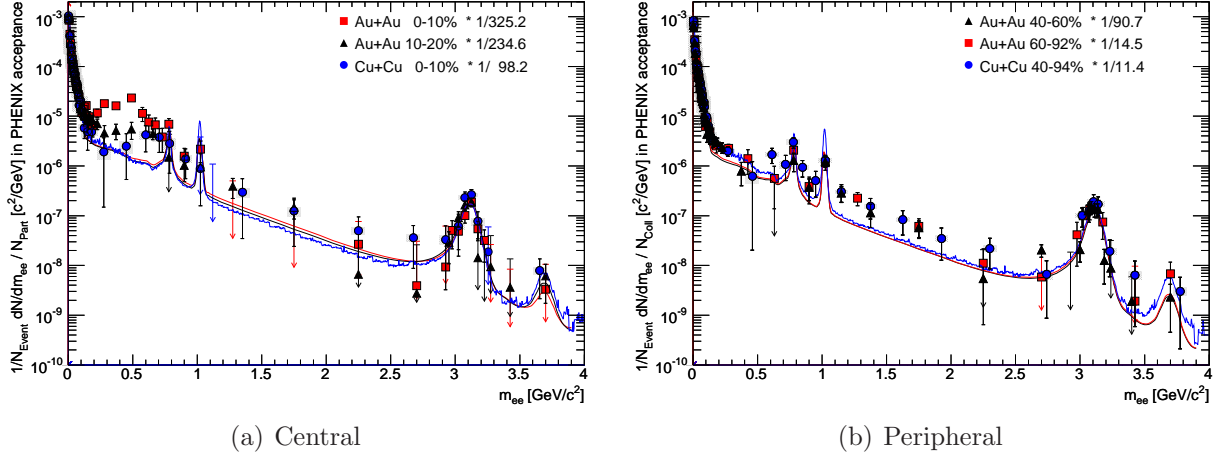 1/N_Event dN/dm_ee / N_Part [c²/GeV] in PHENIX acceptance
10⁻³
10⁻⁴
10⁻⁵
10⁻⁶
10⁻⁷
10⁻⁸
10⁻⁹
10⁻¹⁰
Au+Au 0-10% * 1/325.2
Au+Au 10-20% * 1/234.6
Cu+Cu 0-10% * 1/ 98.2
0 0.5 1 1.5 2 2.5 3 3.5 4
m_ee [GeV/c²]
(a) Central
1/N_Event dN/dm_ee / N_Coll [c²/GeV] in PHENIX acceptance
10⁻³
10⁻⁴
10⁻⁵
10⁻⁶
10⁻⁷
10⁻⁸
10⁻⁹
10⁻¹⁰
Au+Au 40-60% * 1/90.7
Au+Au 60-92% * 1/14.5
Cu+Cu 40-94% * 1/11.4
0 0.5 1 1.5 2 2.5 3 3.5 4
m_ee [GeV/c²]
(b) Peripheral